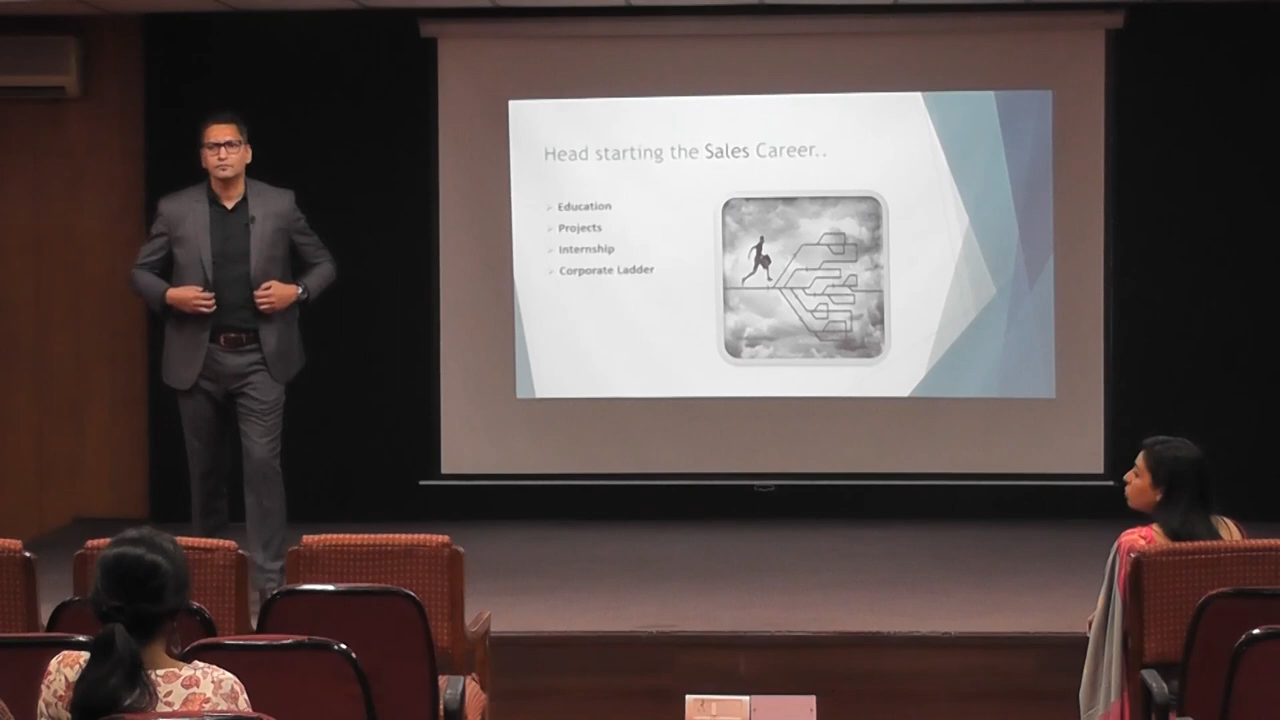 Head starting the Sales Career..
Education
Projects
Internship
Corporate Ladder